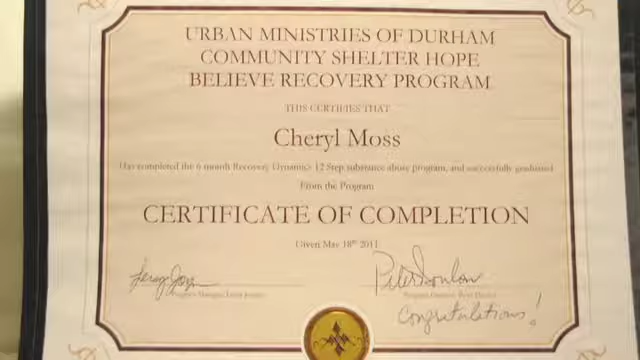 URBAN MINISTRIES OF DURHAM
COMMUNITY SHELTER HOPE
BELIEVE RECOVERY PROGRAM
THIS CERTIFIES THAT
Cheryl Moss
Has completed the 6 month Recovery Dynamics 12 Step substance abuse program, and successfully graduated
From the Program
CERTIFICATE OF COMPLETION
Given May 18th 2011
Congratulations!